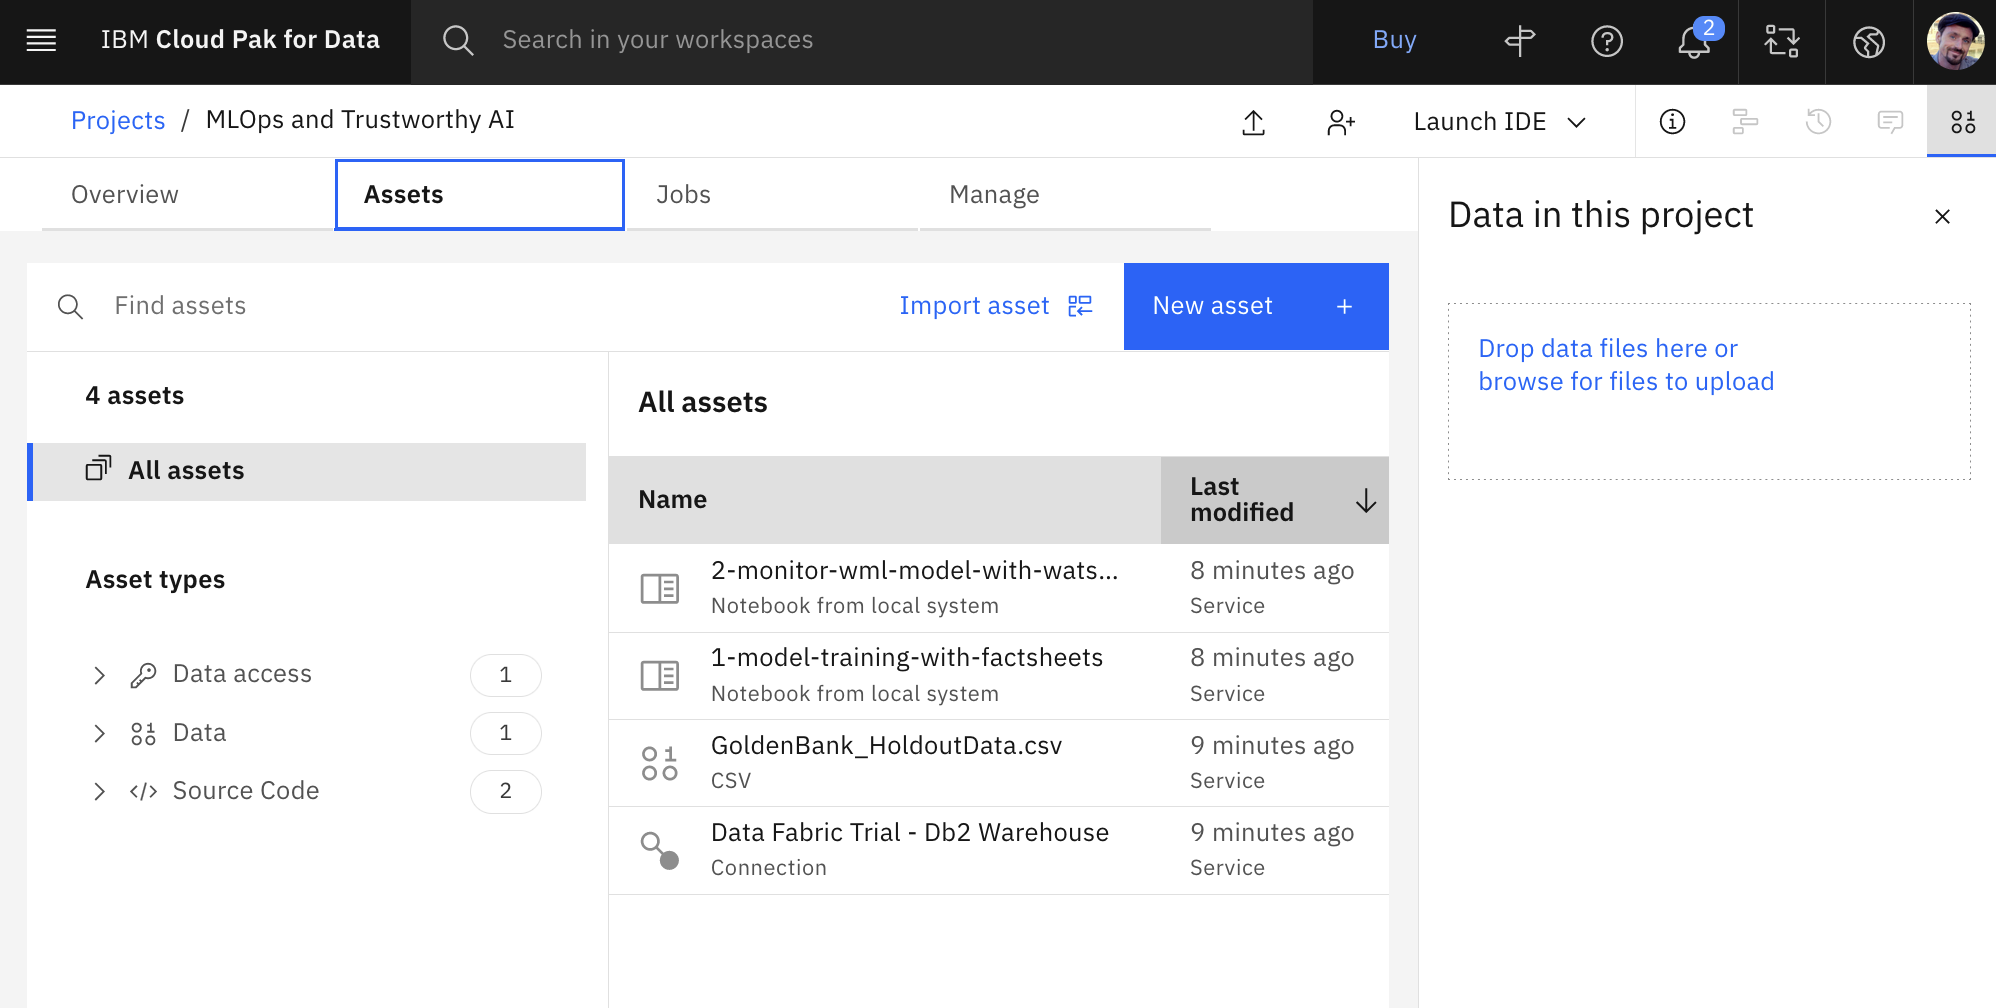 IBM Cloud Pak for Data
Search in your workspaces
Buy
2
Projects / MLOps and Trustworthy AI
Launch IDE
Overview
Assets
Jobs
Manage
Data in this project
Find assets
Import asset
New asset +
Drop data files here or
browse for files to upload
4 assets
All assets
Asset types
Data access 1
Data 1
Source Code 2
All assets
Name
Last
modified
2-monitor-wml-model-with-wats...
Notebook from local system
8 minutes ago
Service
1-model-training-with-factsheets
Notebook from local system
8 minutes ago
Service
GoldenBank_HoldoutData.csv
CSV
9 minutes ago
Service
Data Fabric Trial - Db2 Warehouse
Connection
9 minutes ago
Service